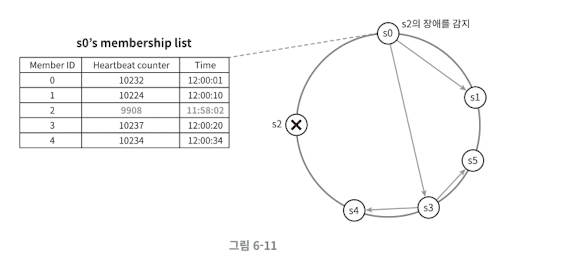 s0's membership list
Member ID Heartbeat counter Time
0 10232 12:00:01
1 10224 12:00:10
2 9908 11:58:02
3 10237 12:00:20
4 10234 12:00:34
s2의 장애를 감지
s0
s1
s2
s5
s4
s3
그림 6-11